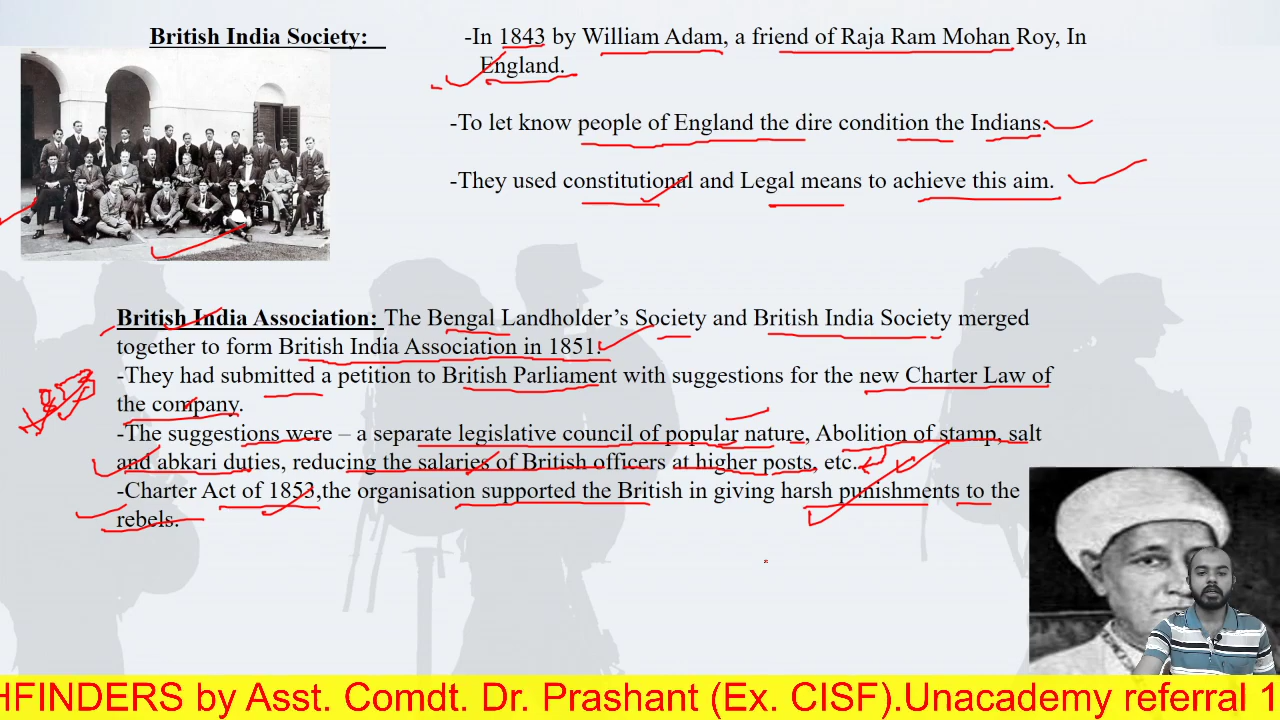 British India Society:
-In 1843 by William Adam, a friend of Raja Ram Mohan Roy, In
England.
-To let know people of England the dire condition the Indians.
-They used constitutional and Legal means to achieve this aim.
British India Association: The Bengal Landholder’s Society and British India Society merged
together to form British India Association in 1851.
-They had submitted a petition to British Parliament with suggestions for the new Charter Law of
the company.
-The suggestions were – a separate legislative council of popular nature, Abolition of stamp, salt
and abkari duties, reducing the salaries of British officers at higher posts, etc.
-Charter Act of 1853,the organisation supported the British in giving harsh punishments to the
rebels.
HFINDERS by Asst. Comdt. Dr. Prashant (Ex. CISF).Unacademy referral 1